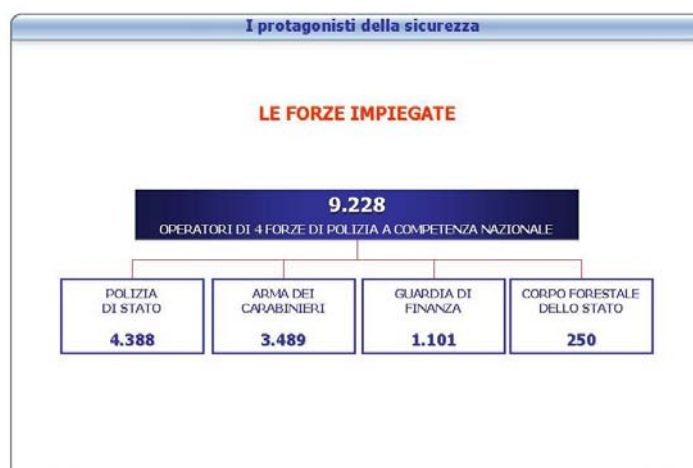 I protagonisti della sicurezza
LE FORZE IMPIEGATE
9.228
OPERATORI DI 4 FORZE DI POLIZIA A COMPETENZA NAZIONALE
POLIZIA
DI STATO
4.388
ARMA DEI
CARABINIERI
3.489
GUARDIA DI
FINANZA
1.101
CORPO FORESTALE
DELLO STATO
250